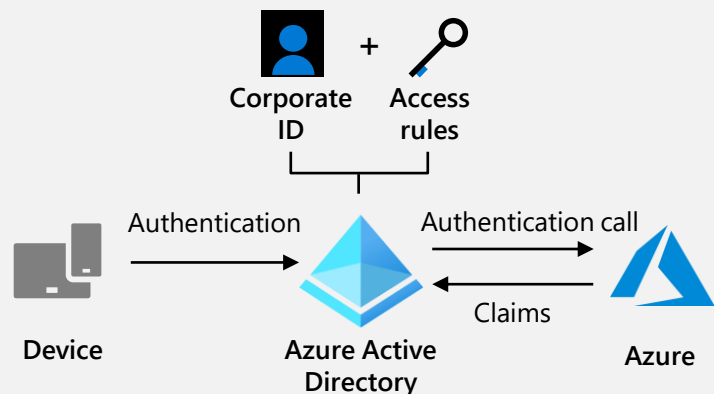 +
Corporate
ID
Access
rules
Authentication
Authentication call
Claims
Device
Azure Active
Directory
Azure